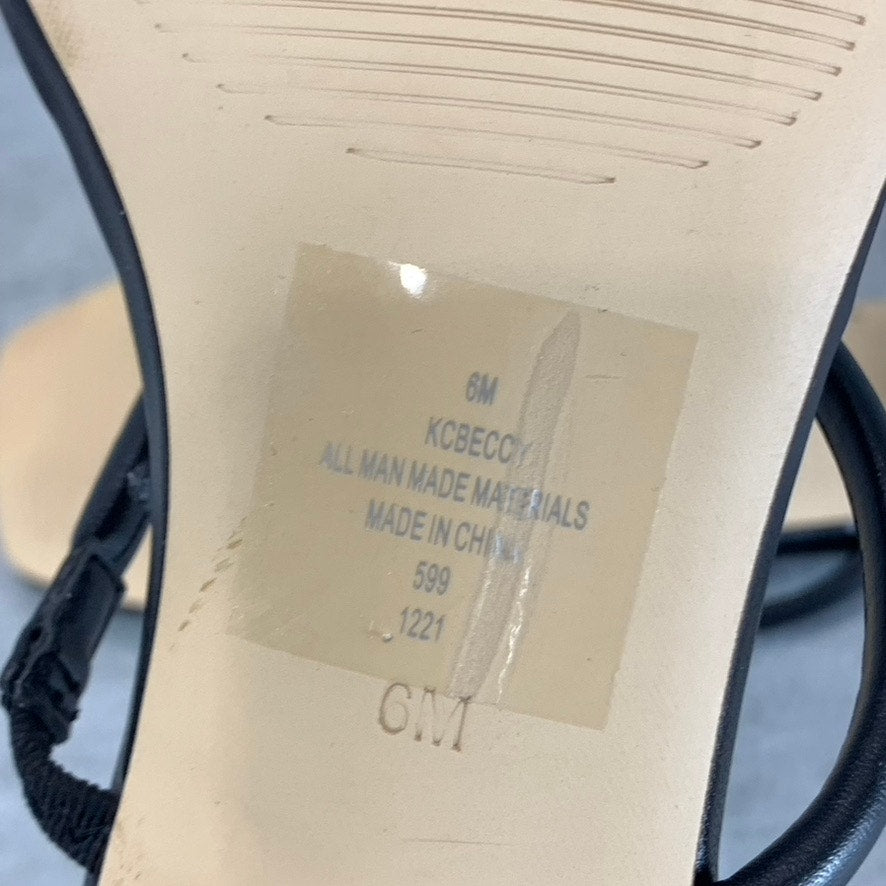 6M
KCBECCY
ALL MAN MADE MATERIALS
MADE IN CHINA
599
1221
6M